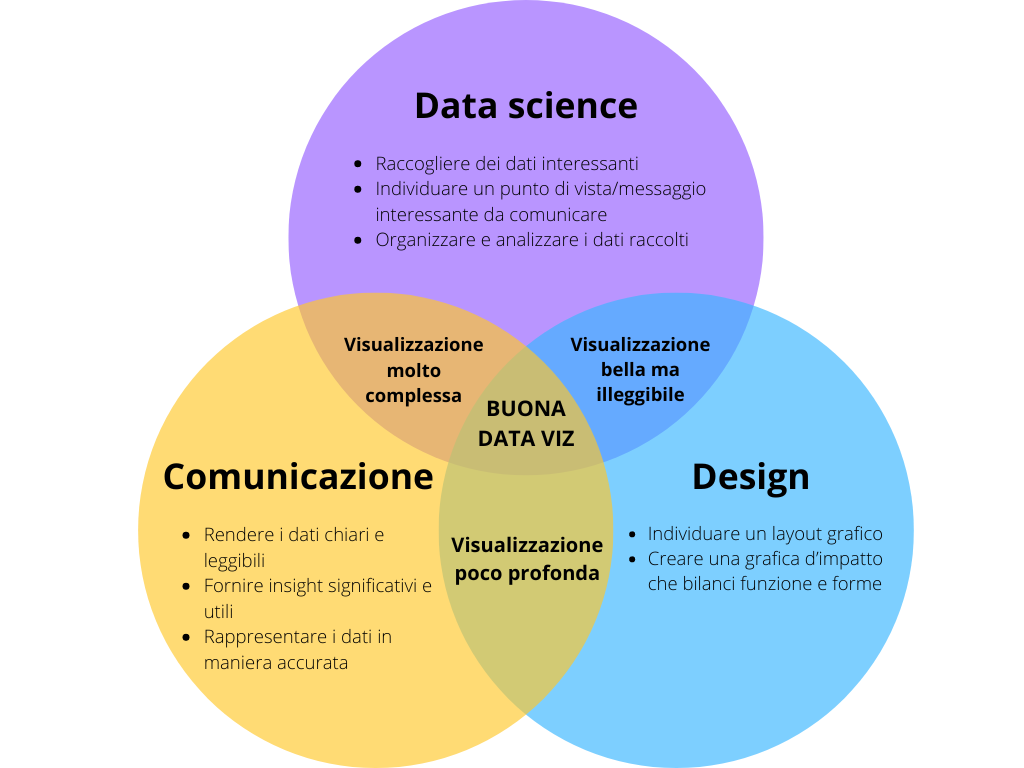 Data science
• Raccogliere dei dati interessanti
• Individuare un punto di vista/messaggio
interessante da comunicare
• Organizzare e analizzare i dati raccolti
Visualizzazione
molto
complessa
Visualizzazione
bella ma
illeggibile
BUONA
DATA VIZ
Comunicazione
• Rendere i dati chiari e
leggibili
• Fornire insight significativi e
utili
• Rappresentare i dati in
maniera accurata
Visualizzazione
poco profonda
Design
• Individuare un layout grafico
• Creare una grafica d’impatto
che bilanci funzione e forme